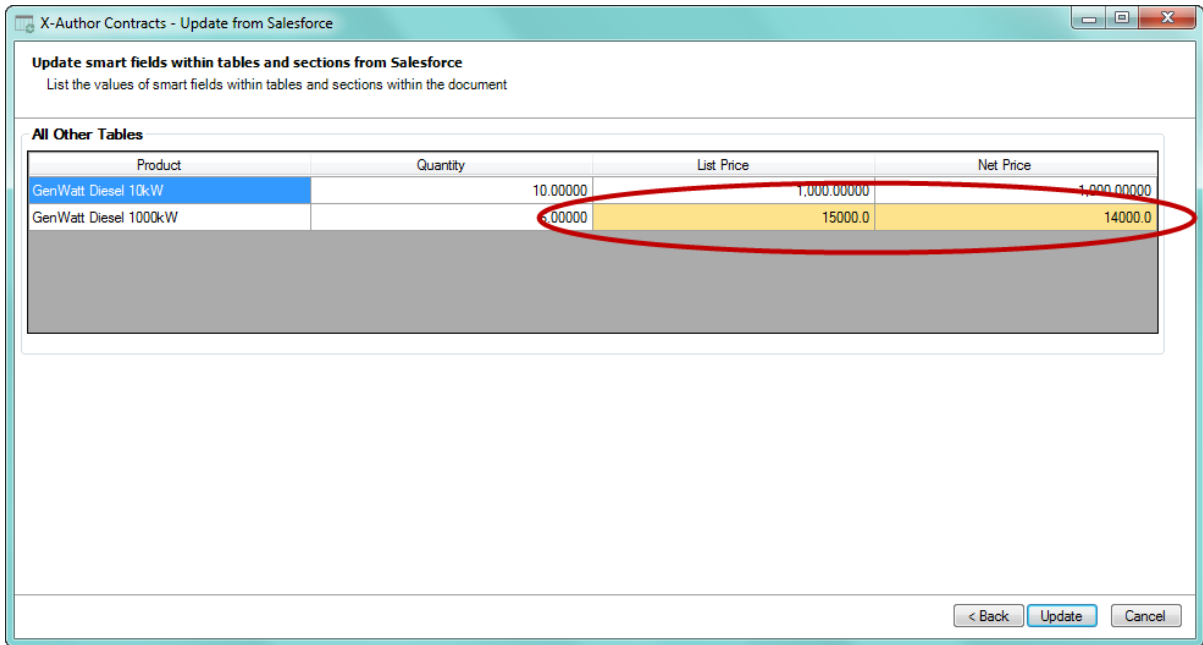 X-Author Contracts - Update from Salesforce
Update smart fields within tables and sections from Salesforce
List the values of smart fields within tables and sections within the document
All Other Tables
Product Quantity List Price Net Price
GenWatt Diesel 10kW 10.00000 1,000.00000 1,000.00000
GenWatt Diesel 1000kW 15000.0 14000.0
< Back Update Cancel